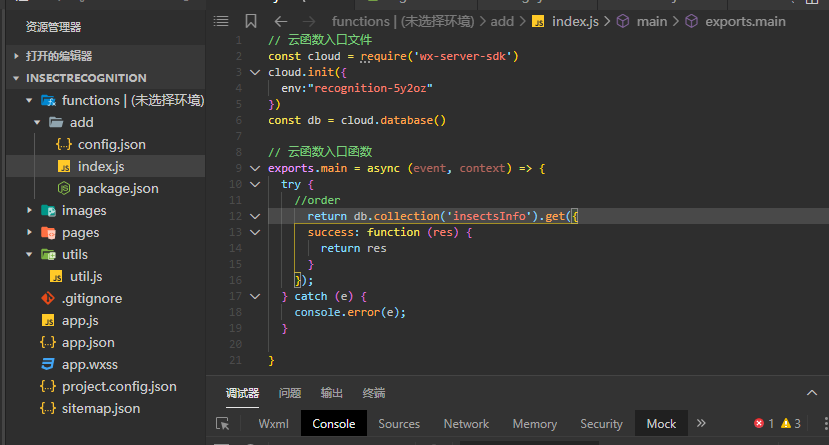 资源管理器
打开的编辑器
INSECTRECOGNITION
functions | (未选择环境)
add
config.json
index.js
package.json
images
pages
utils
util.js
.gitignore
app.js
app.json
app.wxss
project.config.json
sitemap.json
functions | (未选择环境) > add > index.js > main > exports.main
1 // 云函数入口文件
2 const cloud = require('wx-server-sdk')
3 cloud.init({
4 env:"recognition-5y2oz"
5 })
6 const db = cloud.database()
7
8 // 云函数入口函数
9 exports.main = async (event, context) => {
10 try {
11 //order
12 return db.collection('insectsInfo').get({
13 success: function (res) {
14 return res
15 }
16 });
17 } catch (e) {
18 console.error(e);
19 }
20
21 }
调试器 问题 输出 终端
Wxml Console Sources Network Memory Security Mock 1 3